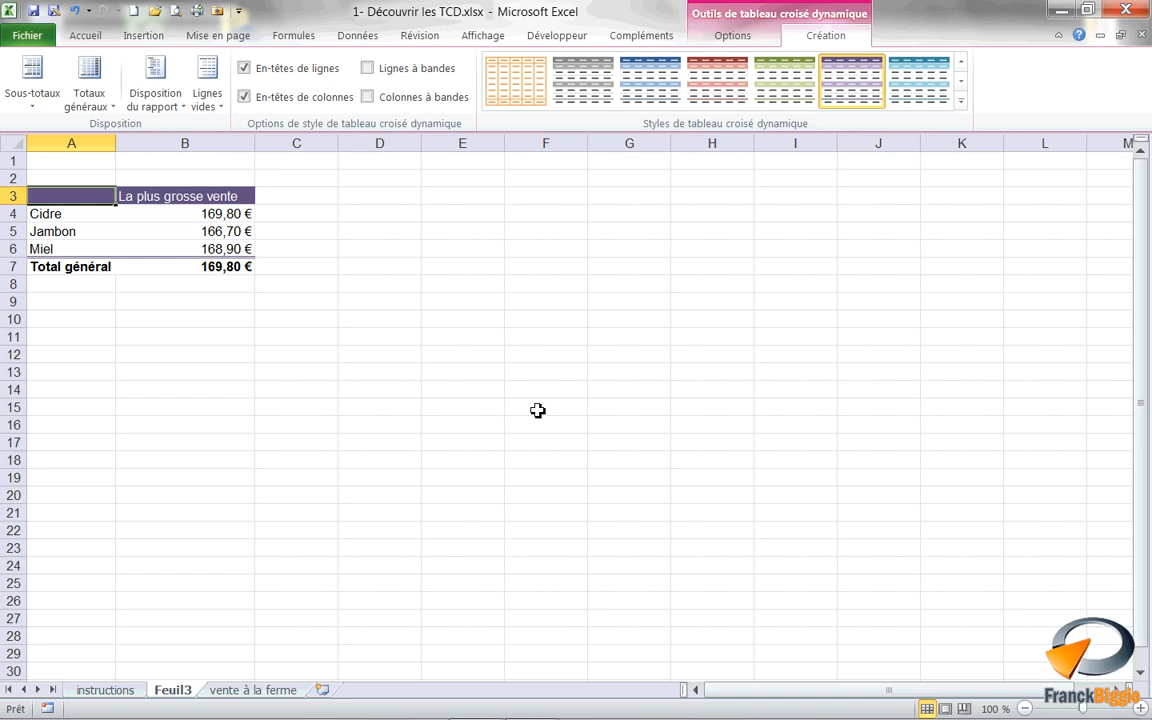 1- Découvrir les TCD.xlsx - Microsoft Excel
Outils de tableau croisé dynamique
Fichier Accueil Insertion Mise en page Formules Données Révision Affichage Développeur Compléments Options Création
Sous-totaux
Totaux généraux
Disposition du rapport
Lignes vides
En-têtes de lignes
Lignes à bandes
En-têtes de colonnes
Colonnes à bandes
Disposition
Options de style de tableau croisé dynamique
Styles de tableau croisé dynamique
A B C D E F G H I J K L M
1
2
3 La plus grosse vente
4 Cidre 169,80 €
5 Jambon 166,70 €
6 Miel 168,90 €
7 Total général 169,80 €
8
9
10
11
12
13
14
15
16
17
18
19
20
21
22
23
24
25
26
27
28
29
30
instructions Feuil3 vente à la ferme
Prêt
100 %
FranckBiggio